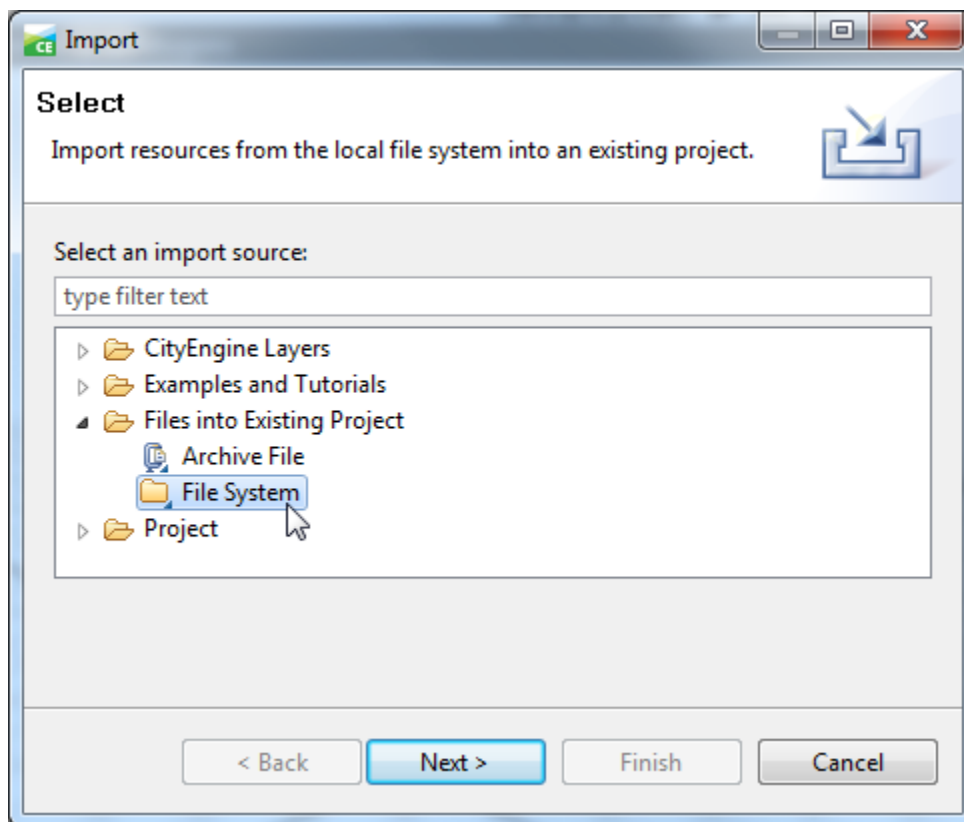 CE Import
Select
Import resources from the local file system into an existing project.
Select an import source:
type filter text
CityEngine Layers
Examples and Tutorials
Files into Existing Project
Archive File
File System
Project
< Back Next > Finish Cancel